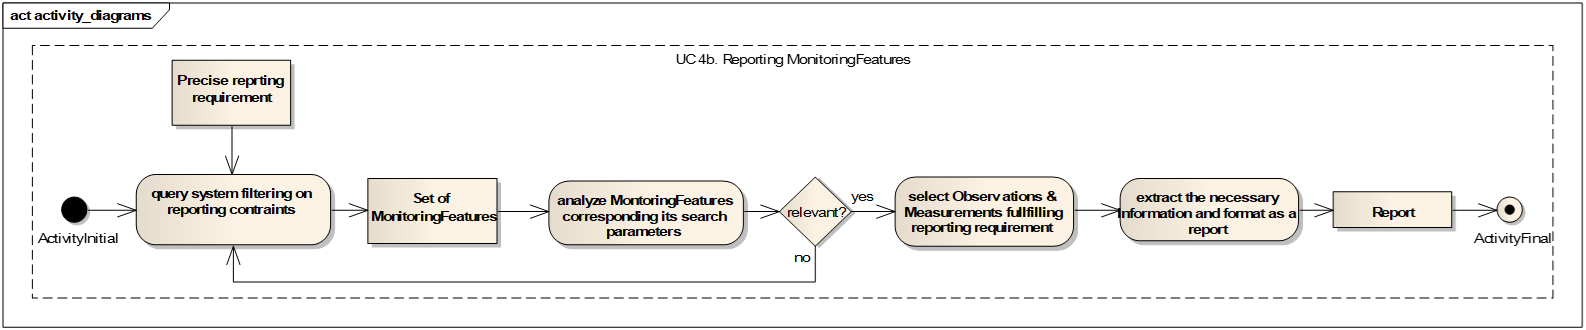 act activity_diagrams
UC 4b. Reporting MonitoringFeatures
Precise reprting
requirement
ActivityInitial
query system filtering on
reporting contraints
Set of
MonitoringFeatures
analyze MontoringFeatures
corresponding its search
parameters
relevant?
yes
no
select Observations &
Measurements fullfilling
reporting requirement
extract the necessary
information and format as a
report
Report
ActivityFinal